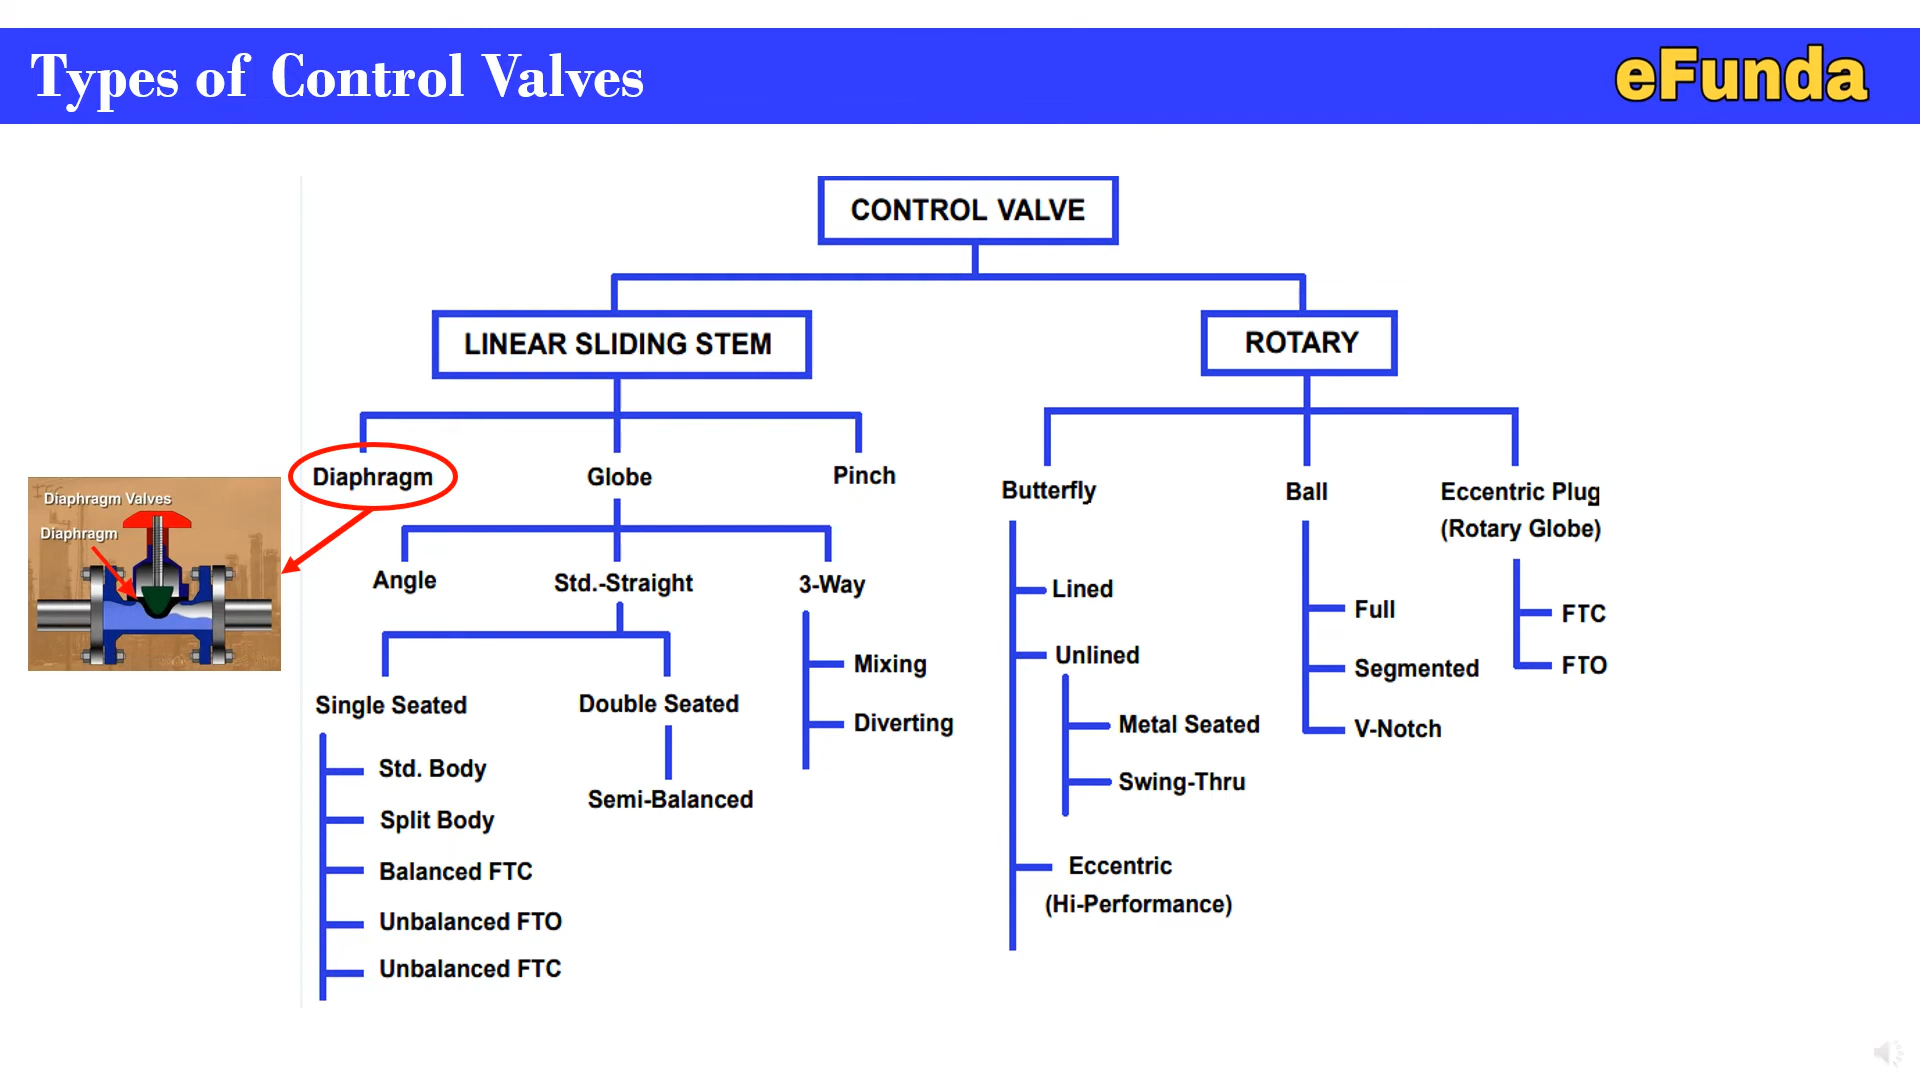 Types of Control Valves
eFunda
CONTROL VALVE
LINEAR SLIDING STEM
ROTARY
Diaphragm
Globe
Pinch
Butterfly
Ball
Eccentric Plug
(Rotary Globe)
Diaphragm Valves
Diaphragm
Angle
Std.-Straight
3-Way
Mixing
Diverting
Single Seated
Double Seated
Semi-Balanced
Std. Body
Split Body
Balanced FTC
Unbalanced FTO
Unbalanced FTC
Lined
Unlined
Metal Seated
Swing-Thru
Eccentric
(Hi-Performance)
Full
Segmented
V-Notch
FTC
FTO